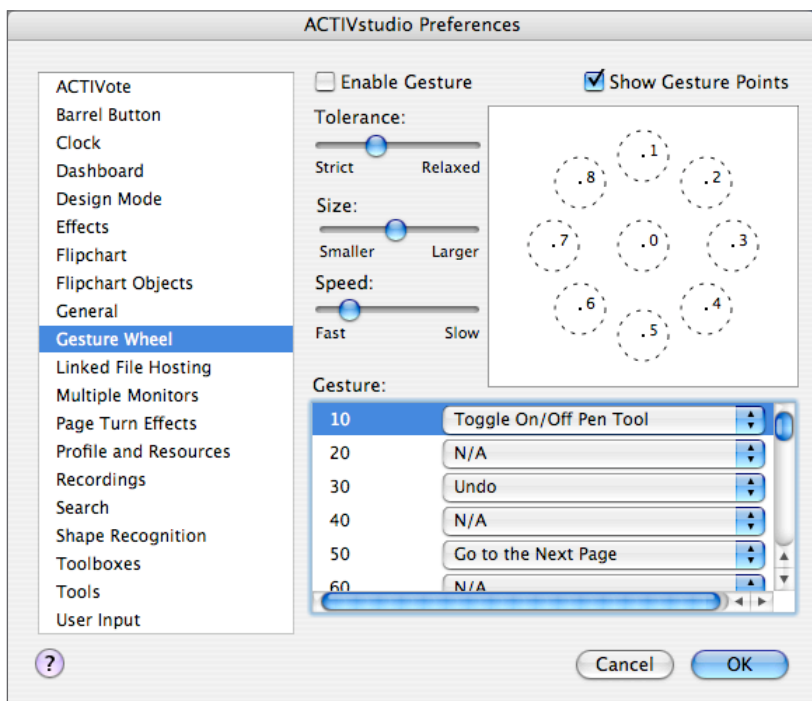 ACTIVstudio Preferences
ACTIVote
Barrel Button
Clock
Dashboard
Design Mode
Effects
Flipchart
Flipchart Objects
General
Gesture Wheel
Linked File Hosting
Multiple Monitors
Page Turn Effects
Profile and Resources
Recordings
Search
Shape Recognition
Toolboxes
Tools
User Input
Enable Gesture
Show Gesture Points
Tolerance:
Strict Relaxed
Size:
Smaller Larger
Speed:
Fast Slow
.1
.8 .2
.7 .0 .3
.6 .4
.5
Gesture:
10 Toggle On/Off Pen Tool
20 N/A
30 Undo
40 N/A
50 Go to the Next Page
60 N/A
?
Cancel OK